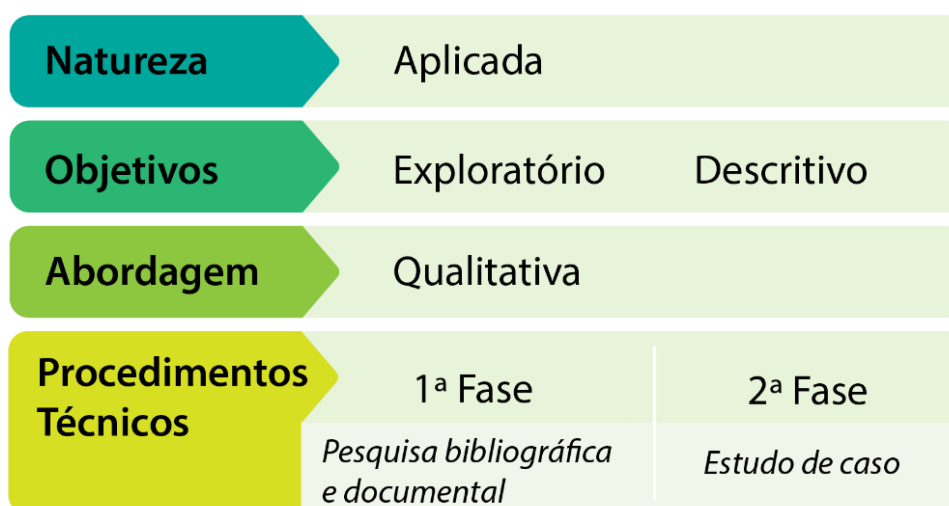 Natureza Aplicada
Objetivos Exploratório Descritivo
Abordagem Qualitativa
Procedimentos
Técnicos
1ª Fase 2ª Fase
Pesquisa bibliográfica
e documental
Estudo de caso